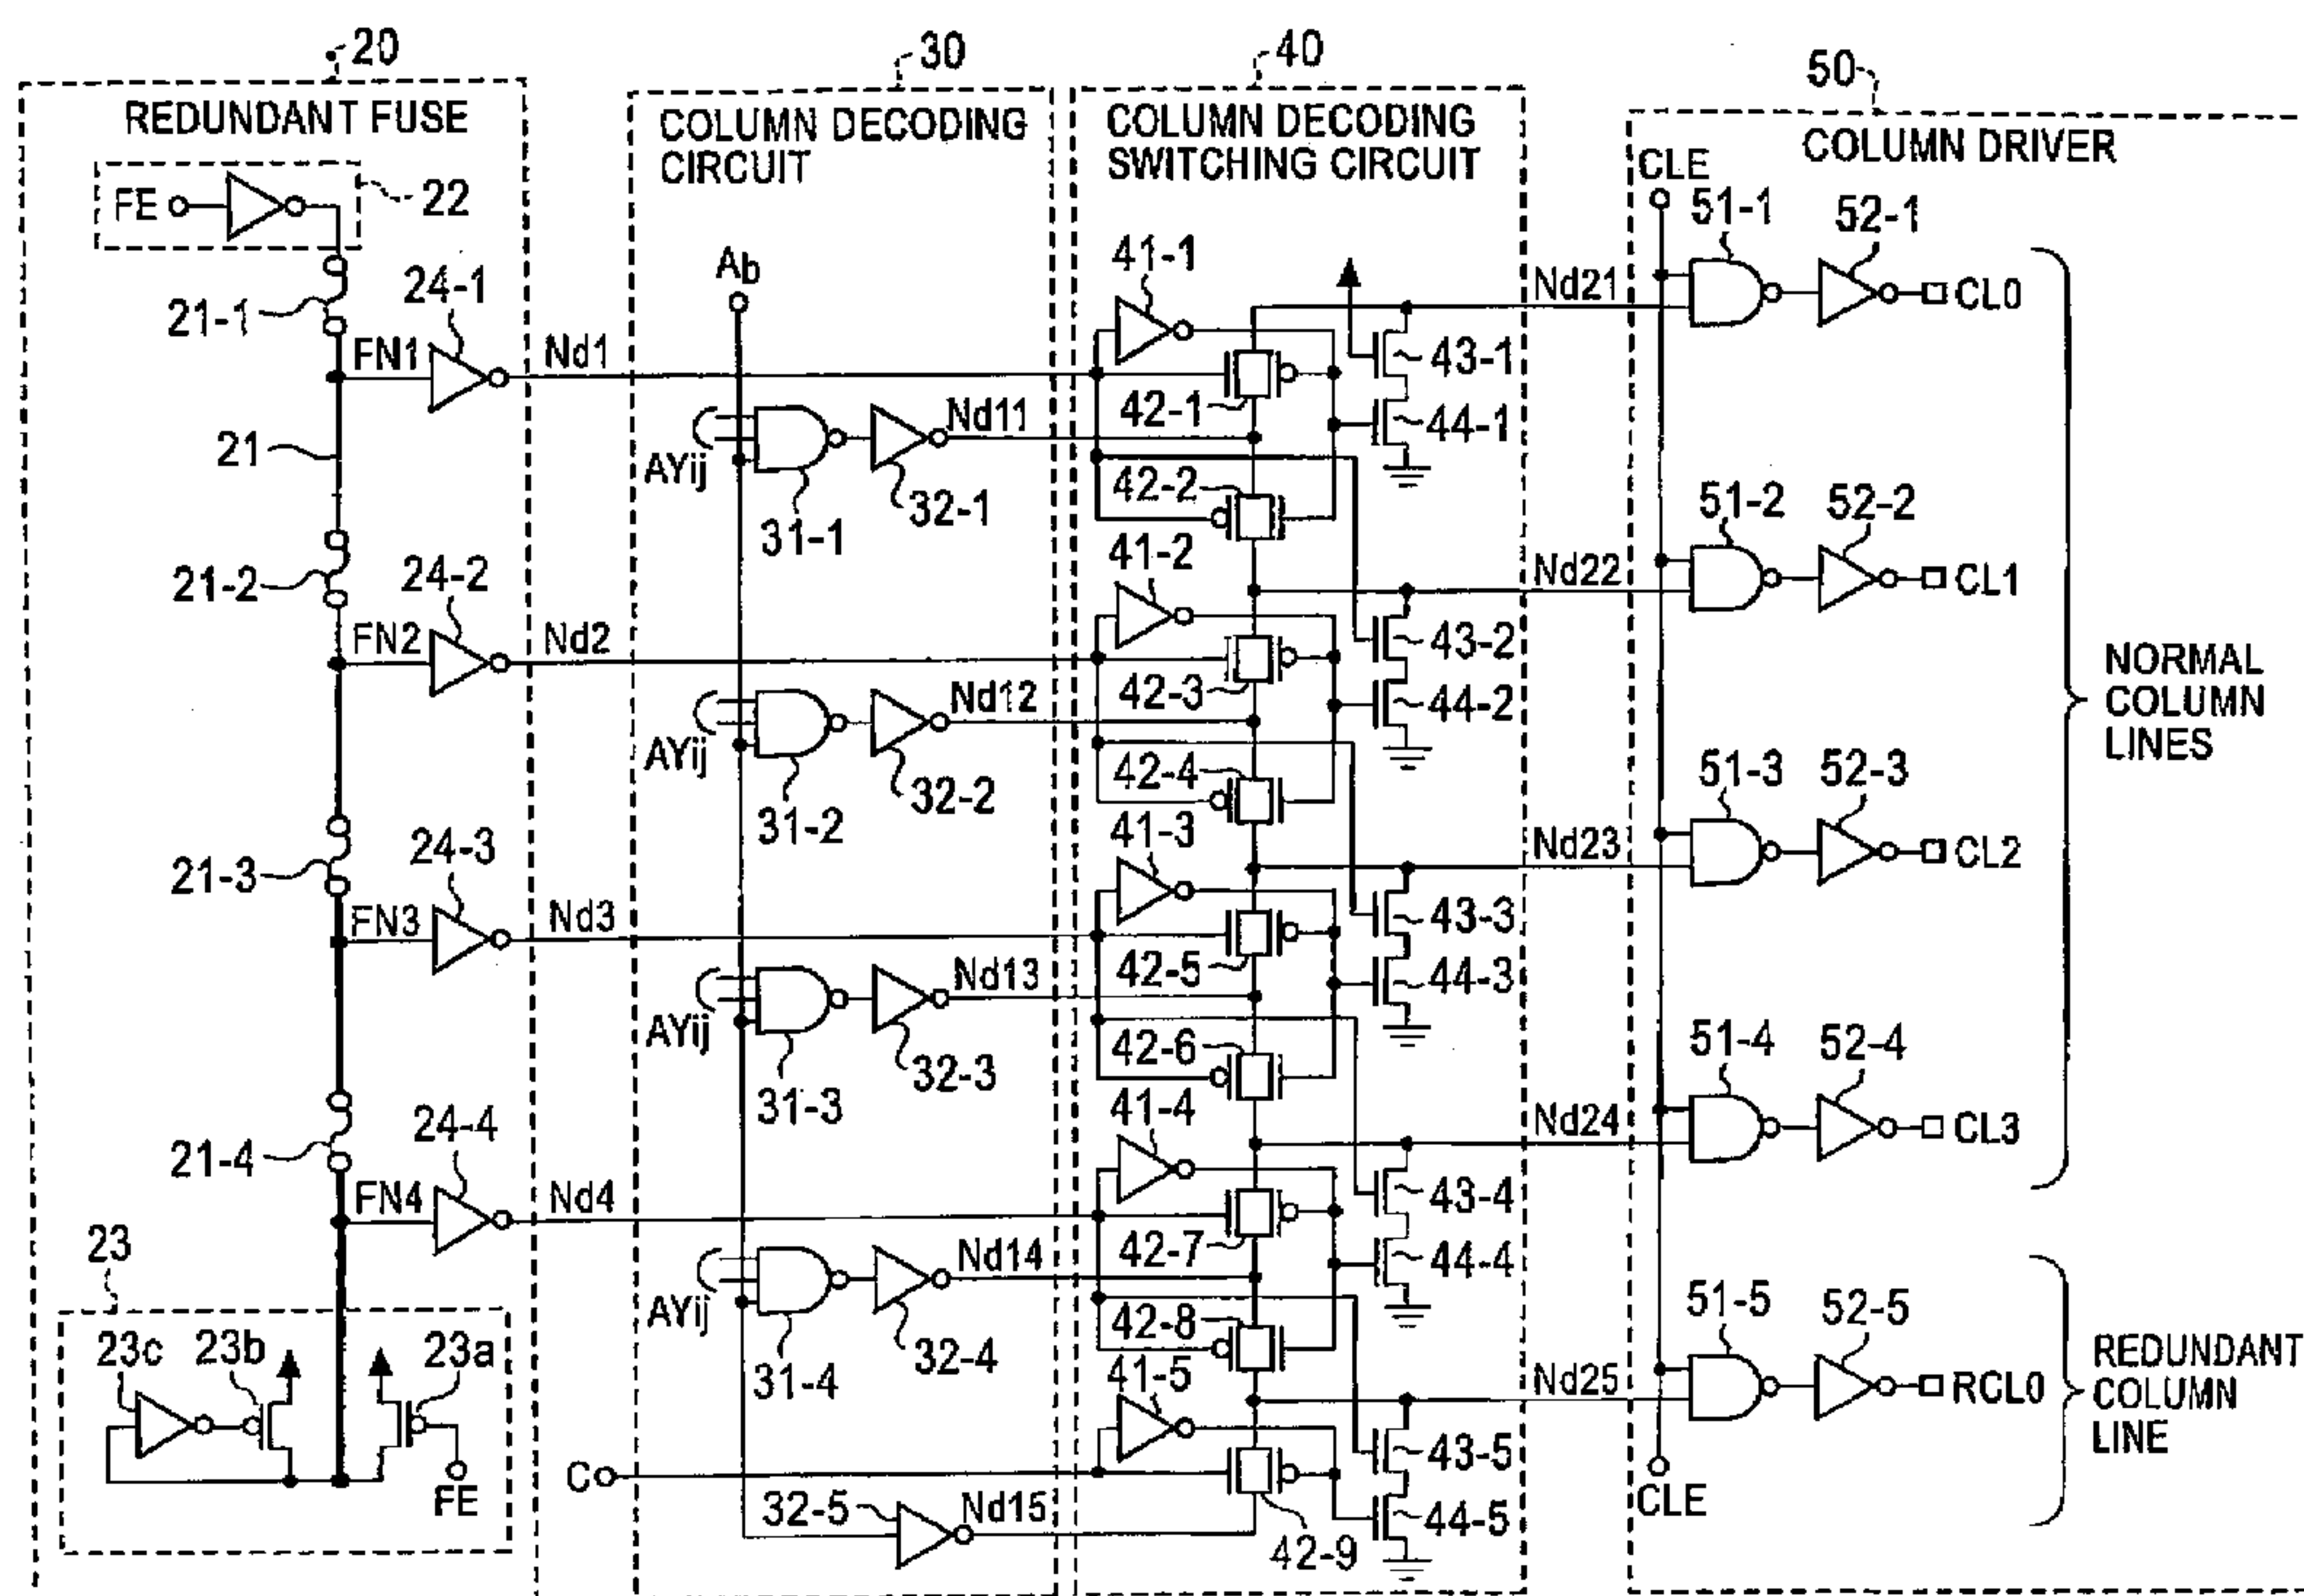 20
30
40
50
REDUNDANT FUSE
COLUMN DECODING
CIRCUIT
COLUMN DECODING
SWITCHING CIRCUIT
COLUMN DRIVER
FE
22
21-1
24-1
FN1
Nd1
21
21-2
24-2
FN2
Nd2
21-3
24-3
FN3
Nd3
21-4
24-4
FN4
Nd4
23
23c
23b
23a
FE
C
Ab
AYij
31-1
32-1
Nd11
AYij
31-2
32-2
Nd12
AYij
31-3
32-3
Nd13
AYij
31-4
32-4
Nd14
32-5
Nd15
41-1
42-1
43-1
44-1
42-2
41-2
42-3
43-2
44-2
42-4
41-3
42-5
43-3
44-3
42-6
41-4
42-7
43-4
44-4
42-8
41-5
43-5
44-5
42-9
Nd21
Nd22
Nd23
Nd24
Nd25
CLE
51-1
52-1
CL0
51-2
52-2
CL1
51-3
52-3
CL2
51-4
52-4
CL3
51-5
52-5
RCL0
CLE
NORMAL
COLUMN
LINES
REDUNDANT
COLUMN
LINE